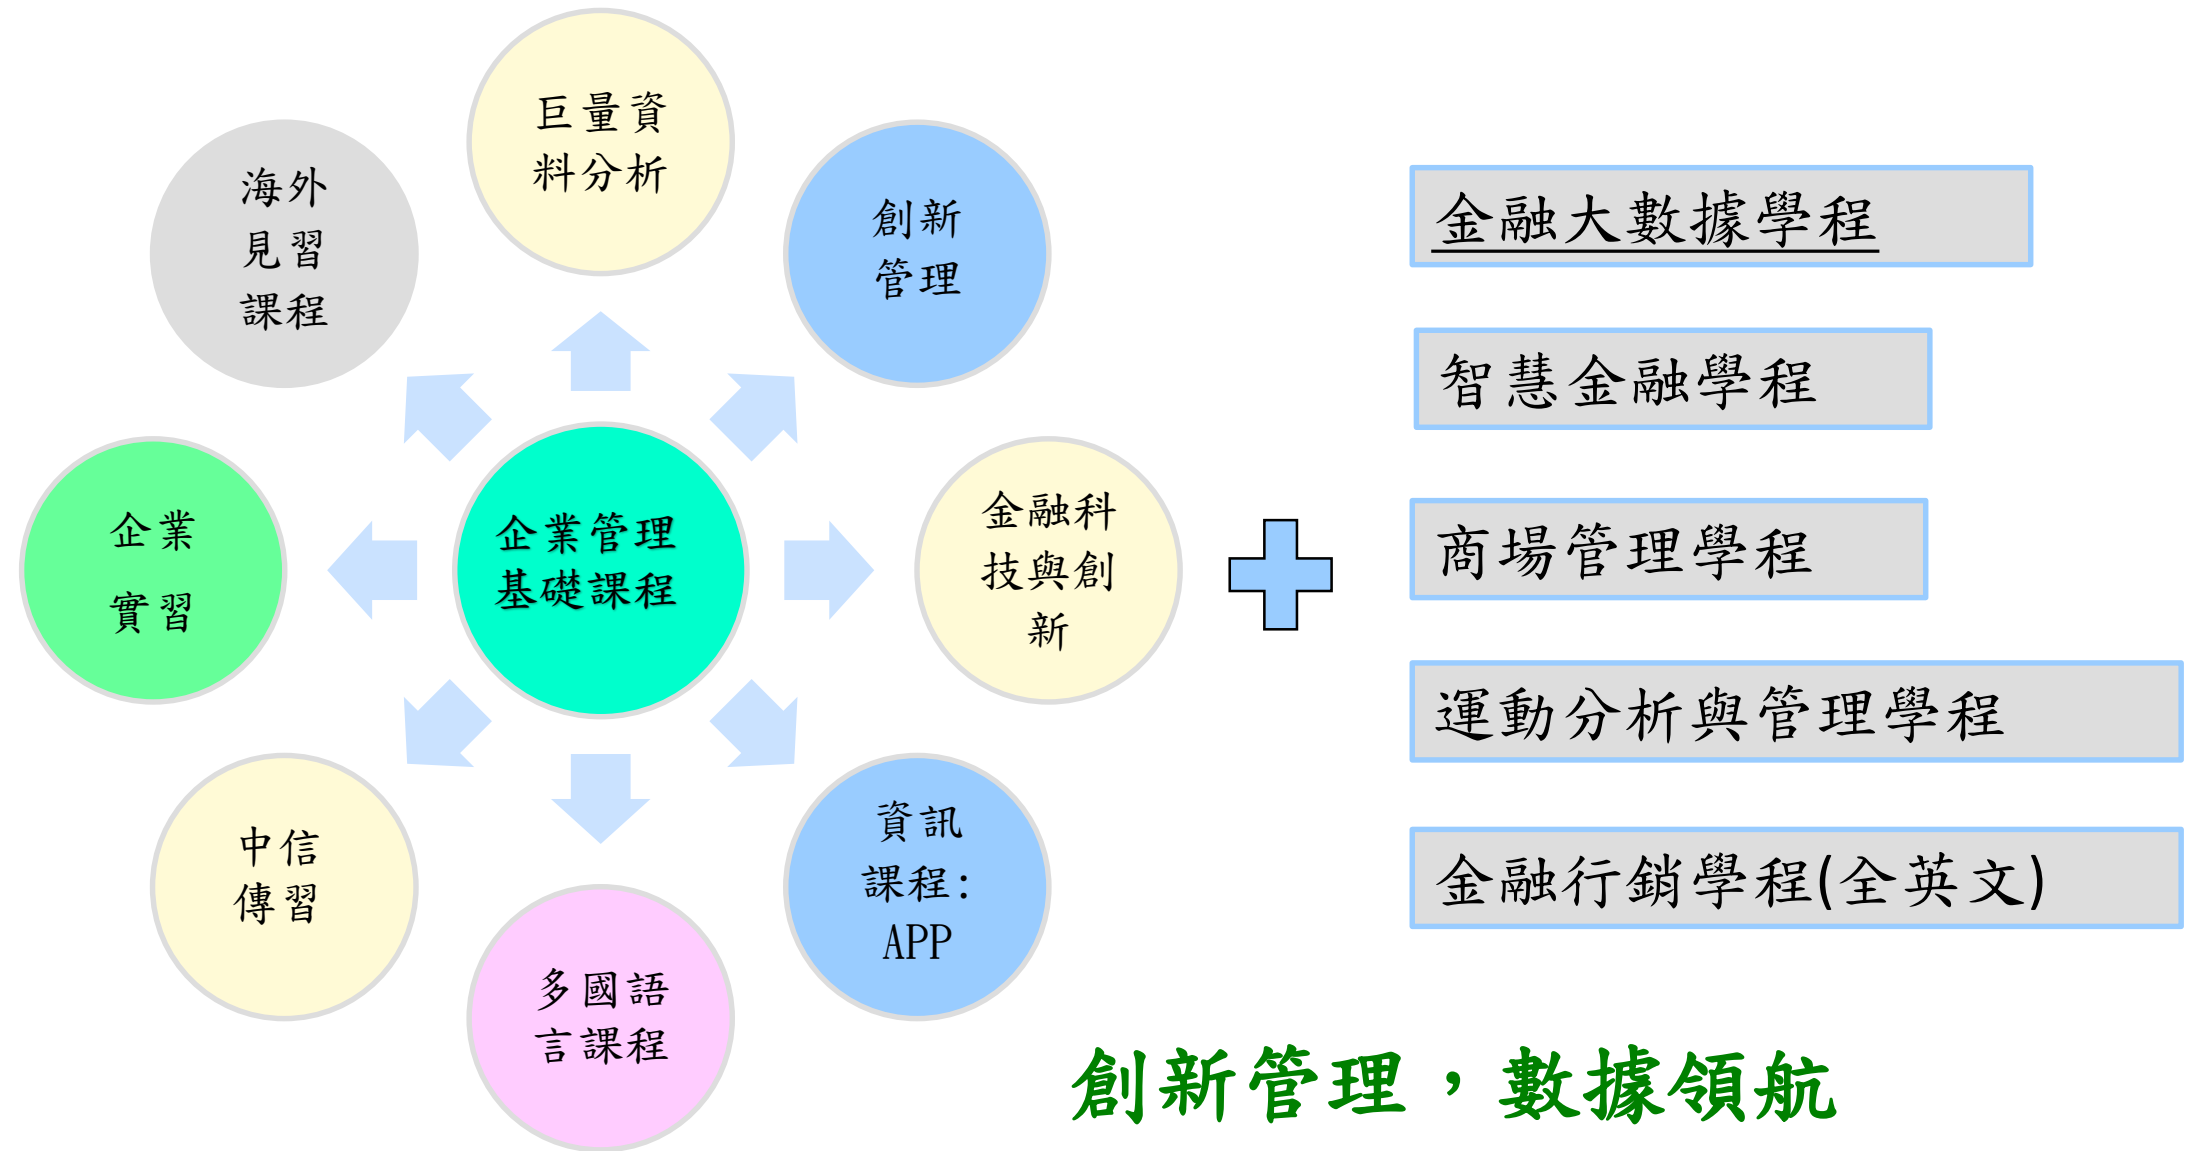 巨量資
料分析
創新
管理
金融科
技與創
新
資訊
課程:
APP
多國語
言課程
中信
傳習
企業
實習
海外
見習
課程
企業管理
基礎課程
金融大數據學程
智慧金融學程
商場管理學程
運動分析與管理學程
金融行銷學程(全英文)
創新管理，數據領航